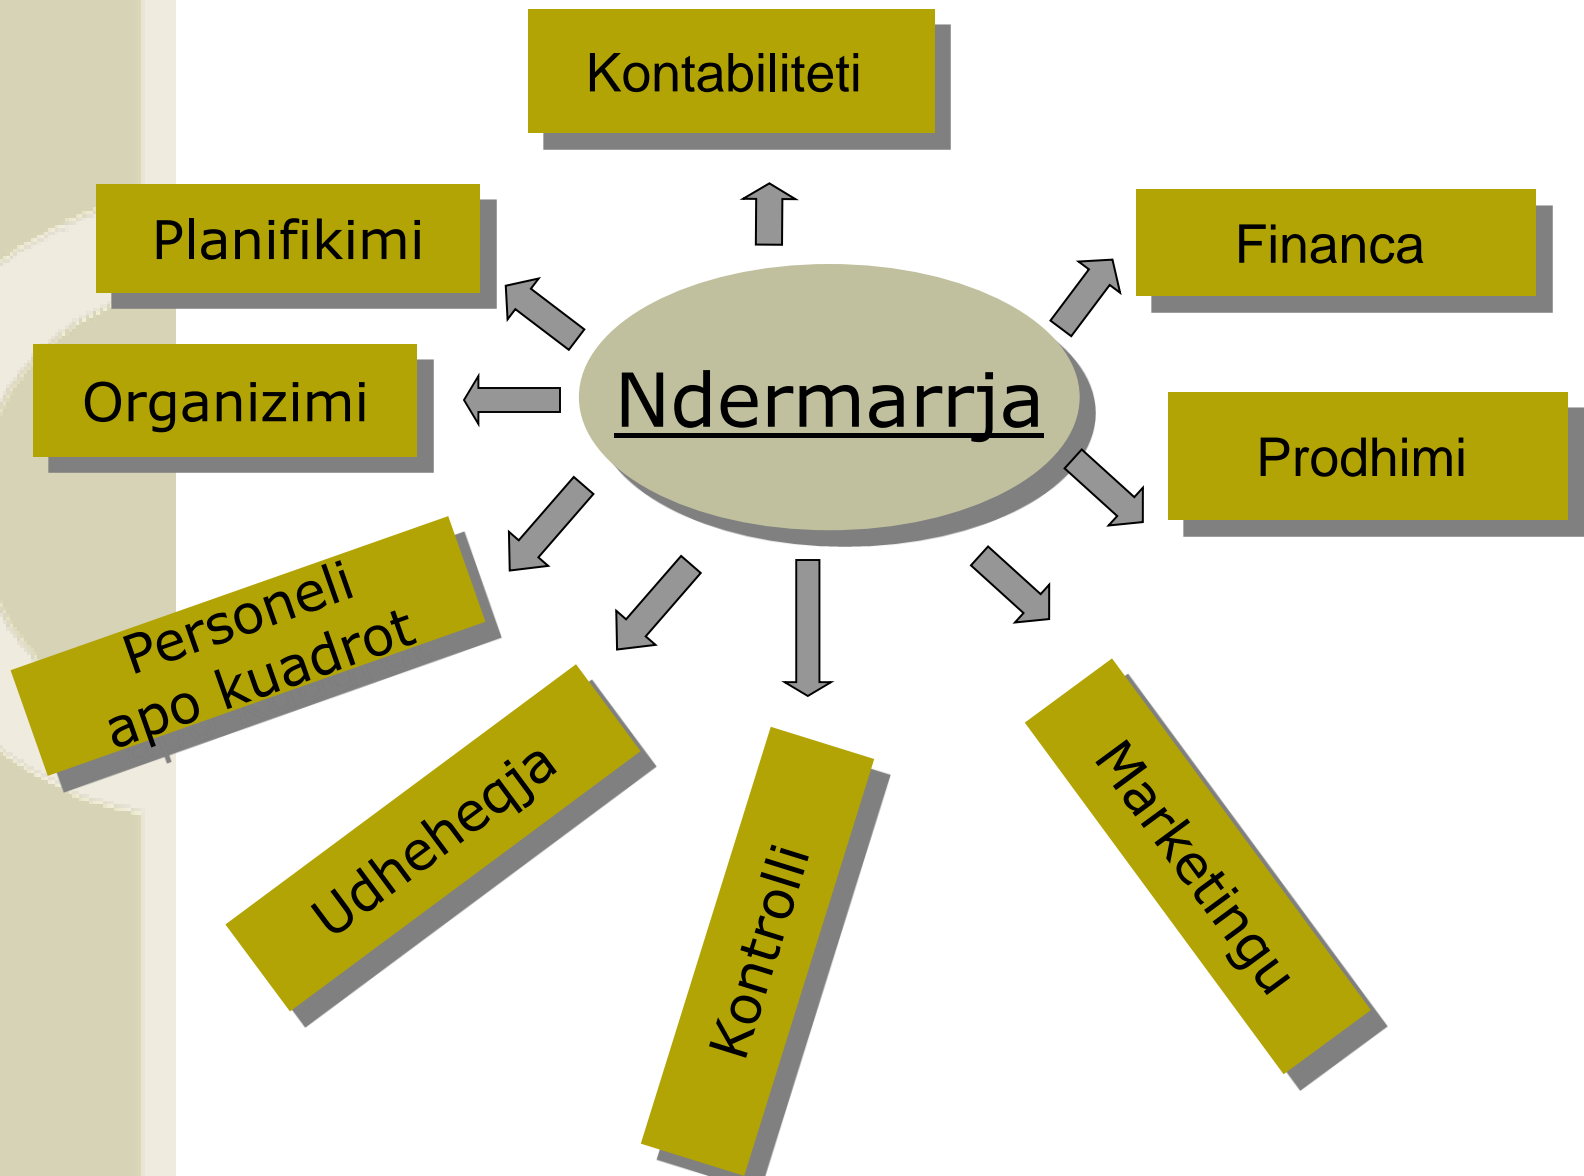 Kontabiliteti
Planifikimi
Financa
Organizimi
Ndermarrja
Prodhimi
Personeli
apo kuadrot
Udheheqja
Kontrolli
Marketingu